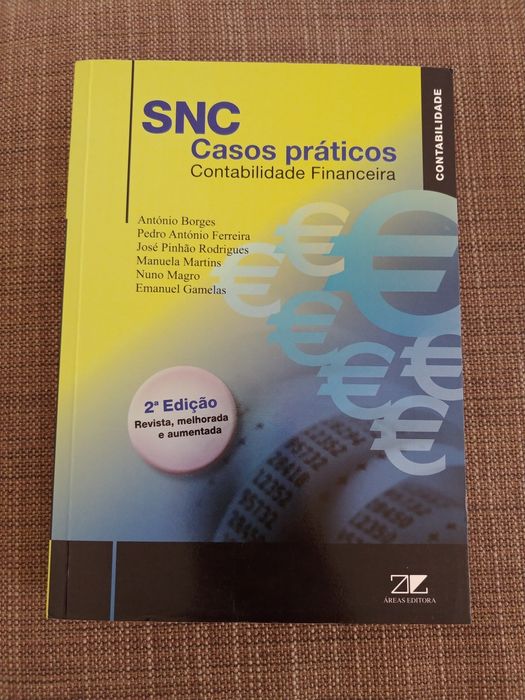 SNC
Casos práticos
Contabilidade Financeira
CONTABILIDADE
António Borges
Pedro António Ferreira
José Pinhão Rodrigues
Manuela Martins
Nuno Magro
Emanuel Gamelas
2ª Edição
Revista, melhorada
e aumentada
ÁREAS EDITORA